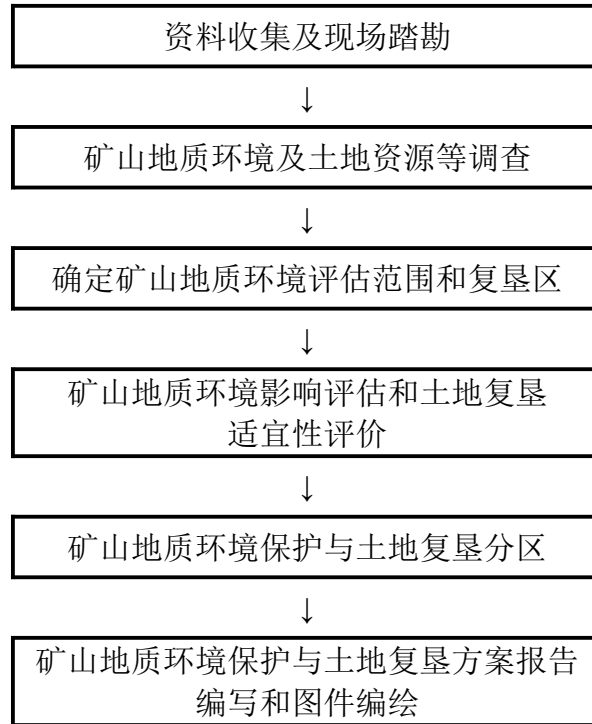 资料收集及现场踏勘
↓
矿山地质环境及土地资源等调查
↓
确定矿山地质环境评估范围和复垦区
↓
矿山地质环境影响评估和土地复垦
适宜性评价
↓
矿山地质环境保护与土地复垦分区
↓
矿山地质环境保护与土地复垦方案报告
编写和图件编绘